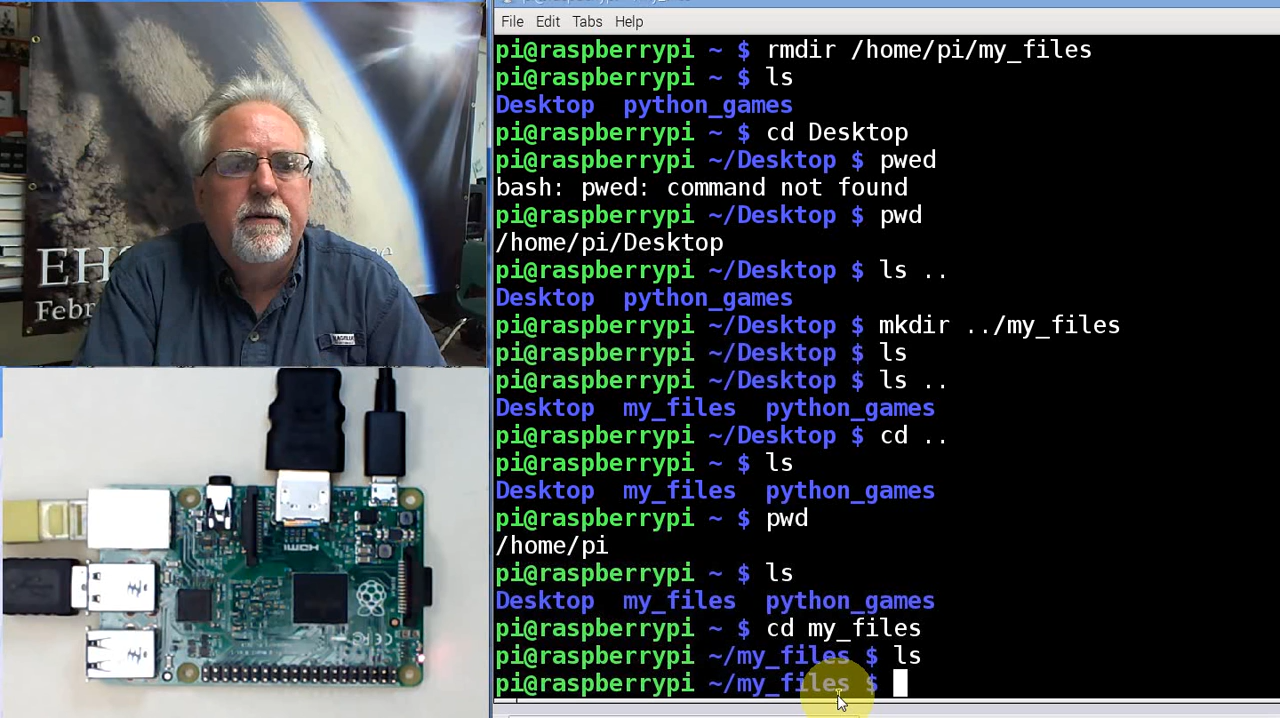 EH
Febr
HDMI
File Edit Tabs Help
pi@raspberrypi ~ $ rmdir /home/pi/my_files
pi@raspberrypi ~ $ ls
Desktop python_games
pi@raspberrypi ~ $ cd Desktop
pi@raspberrypi ~/Desktop $ pwed
bash: pwed: command not found
pi@raspberrypi ~/Desktop $ pwd
/home/pi/Desktop
pi@raspberrypi ~/Desktop $ ls ..
Desktop python_games
pi@raspberrypi ~/Desktop $ mkdir ../my_files
pi@raspberrypi ~/Desktop $ ls
pi@raspberrypi ~/Desktop $ ls ..
Desktop my_files python_games
pi@raspberrypi ~/Desktop $ cd ..
pi@raspberrypi ~ $ ls
Desktop my_files python_games
pi@raspberrypi ~ $ pwd
/home/pi
pi@raspberrypi ~ $ ls
Desktop my_files python_games
pi@raspberrypi ~ $ cd my_files
pi@raspberrypi ~/my_files $ ls
pi@raspberrypi ~/my_files $